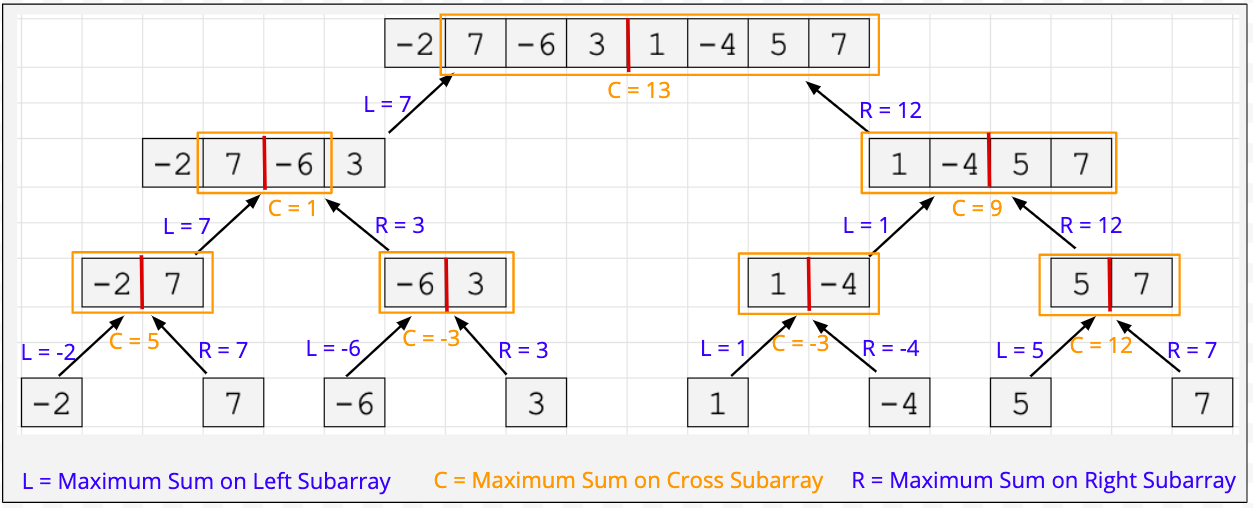 -2 7 -6 3 1 -4 5 7
C = 13
L = 7 R = 12
-2 7 -6 3 1 -4 5 7
C = 1 C = 9
L = 7 R = 3 L = 1 R = 12
-2 7 -6 3 1 -4 5 7
L = -2 C = 5 R = 7 L = -6 C = -3 R = 3 L = 1 C = -3 R = -4 L = 5 C = 12 R = 7
-2 7 -6 3 1 -4 5 7
L = Maximum Sum on Left Subarray C = Maximum Sum on Cross Subarray R = Maximum Sum on Right Subarray